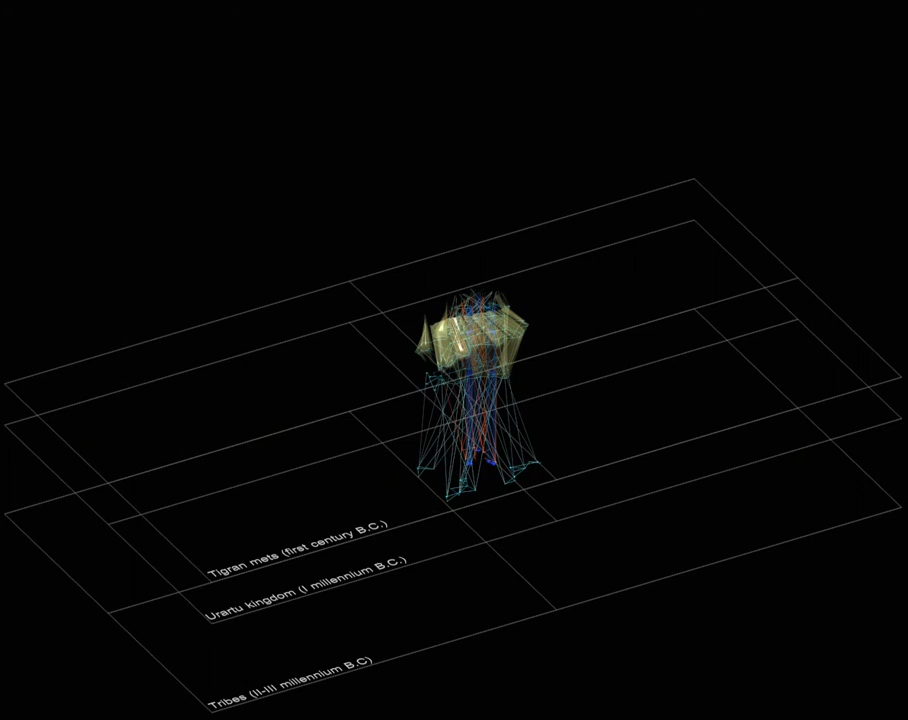 Tigran mets (first century B.C.)
Urartu kingdom (I millennium B.C.)
Tribes (II-III millennium B.C)